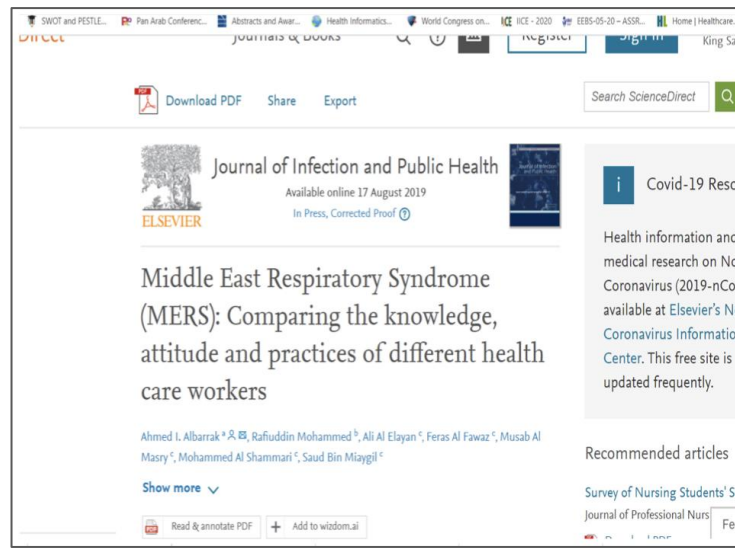 SWOT and PESTLE... Pan Arab Conferenc... Abstracts and Awar... Health Informatics... World Congress on... IICE - 2020 EEBS-05-20 – ASSR... Home | Healthcare.
Direct Journals & Books Register Sign in King Sa
Download PDF Share Export Search ScienceDirect
Journal of Infection and Public Health
Available online 17 August 2019
In Press, Corrected Proof
ELSEVIER
Middle East Respiratory Syndrome
(MERS): Comparing the knowledge,
attitude and practices of different health
care workers
Ahmed I. Albarrak a, Rafiuddin Mohammed b, Ali Al Elayan c, Feras Al Fawaz c, Musab Al
Masry c, Mohammed Al Shammari c, Saud Bin Miaygil c
Show more
Read & annotate PDF + Add to wizdom.ai
i Covid-19 Reso
Health information and
medical research on No
Coronavirus (2019-nCo
available at Elsevier's N
Coronavirus Informatio
Center. This free site is
updated frequently.
Recommended articles
Survey of Nursing Students' S
Journal of Professional Nurs
Fe